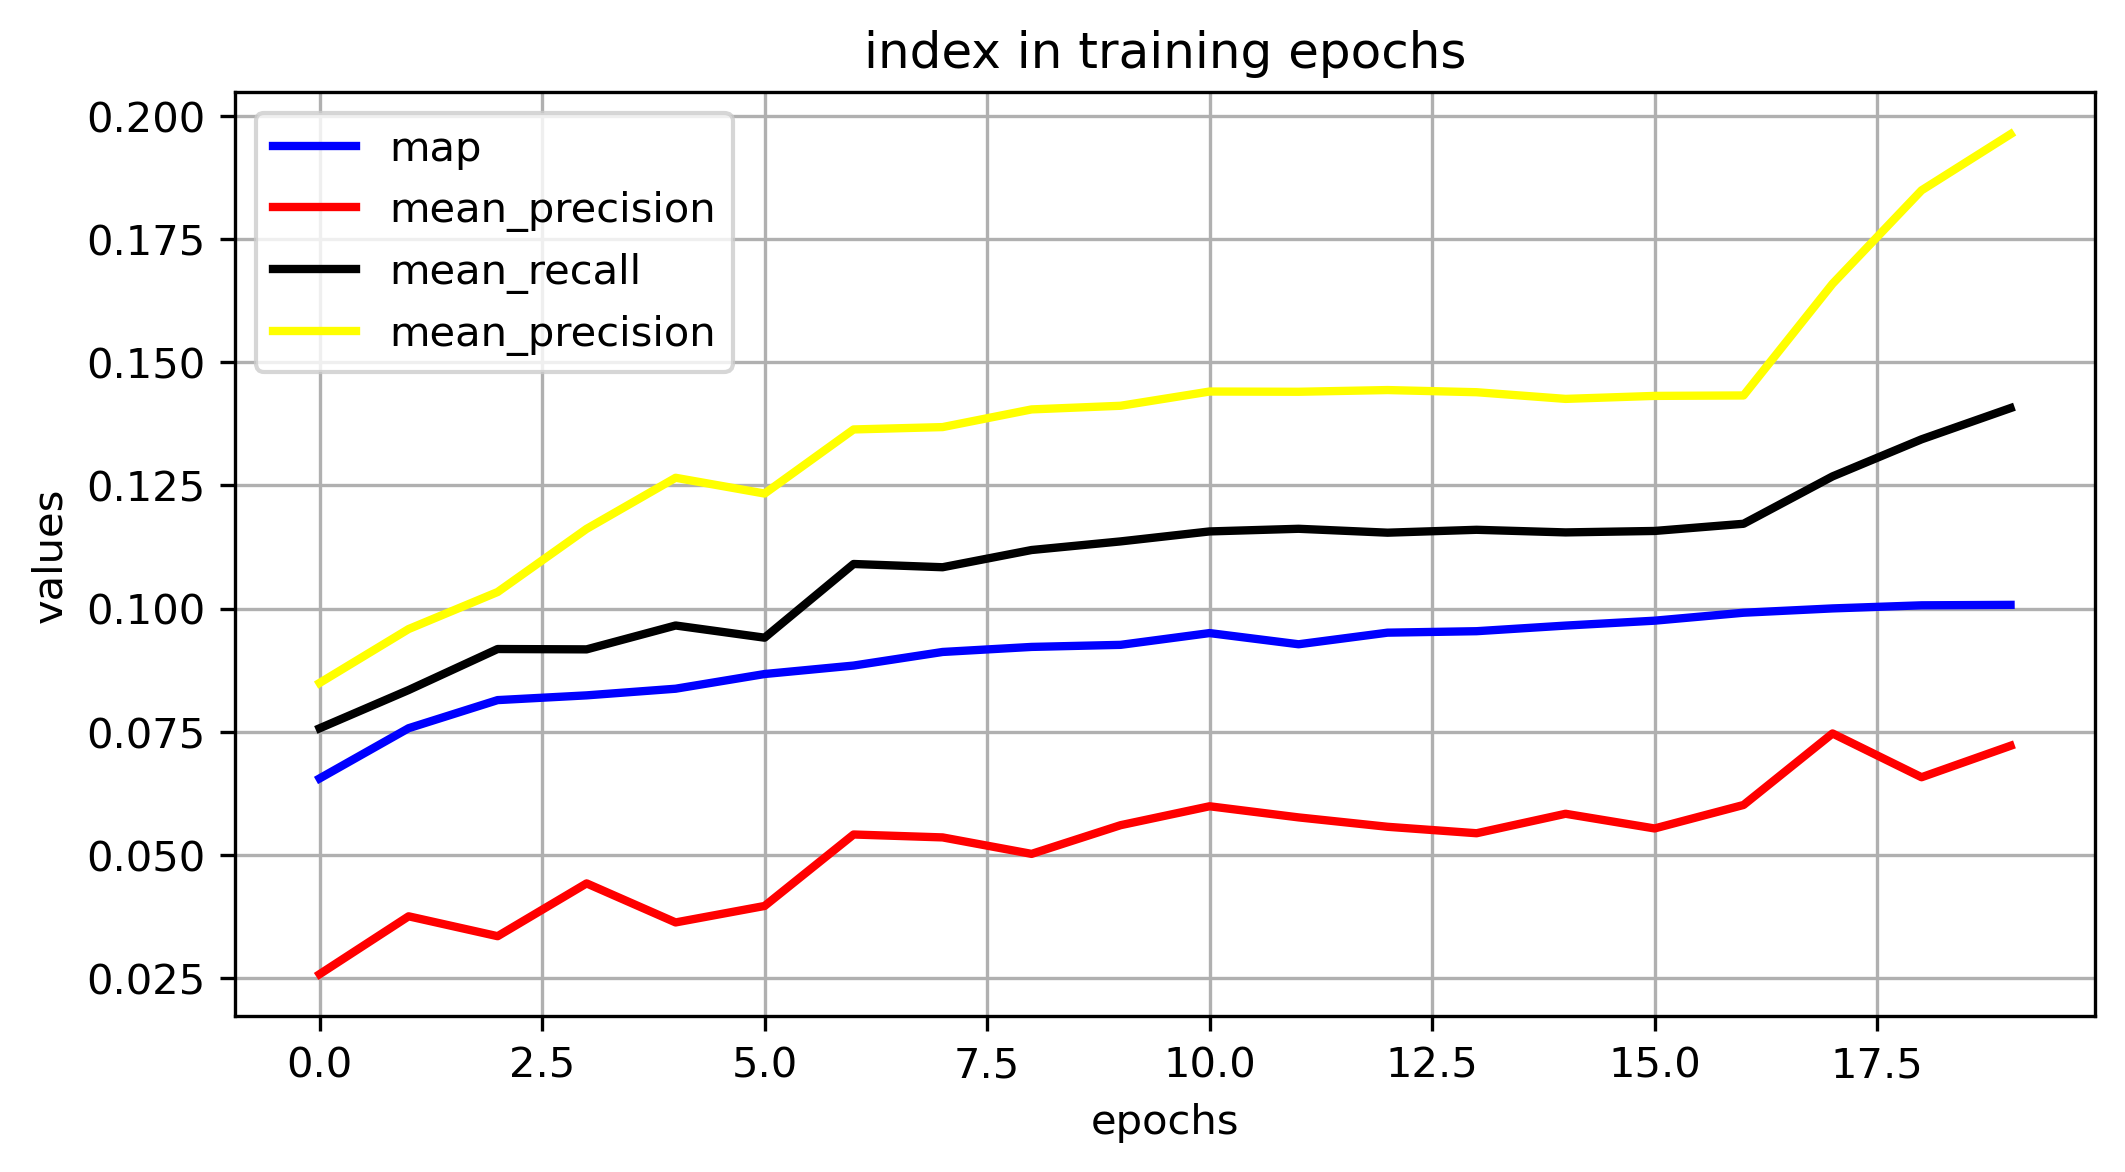 index in training epochs
0.200
0.175
0.150
0.125
0.100
0.075
0.050
0.025
values
map
mean_precision
mean_recall
mean_precision
0.0 2.5 5.0 7.5 10.0 12.5 15.0 17.5
epochs